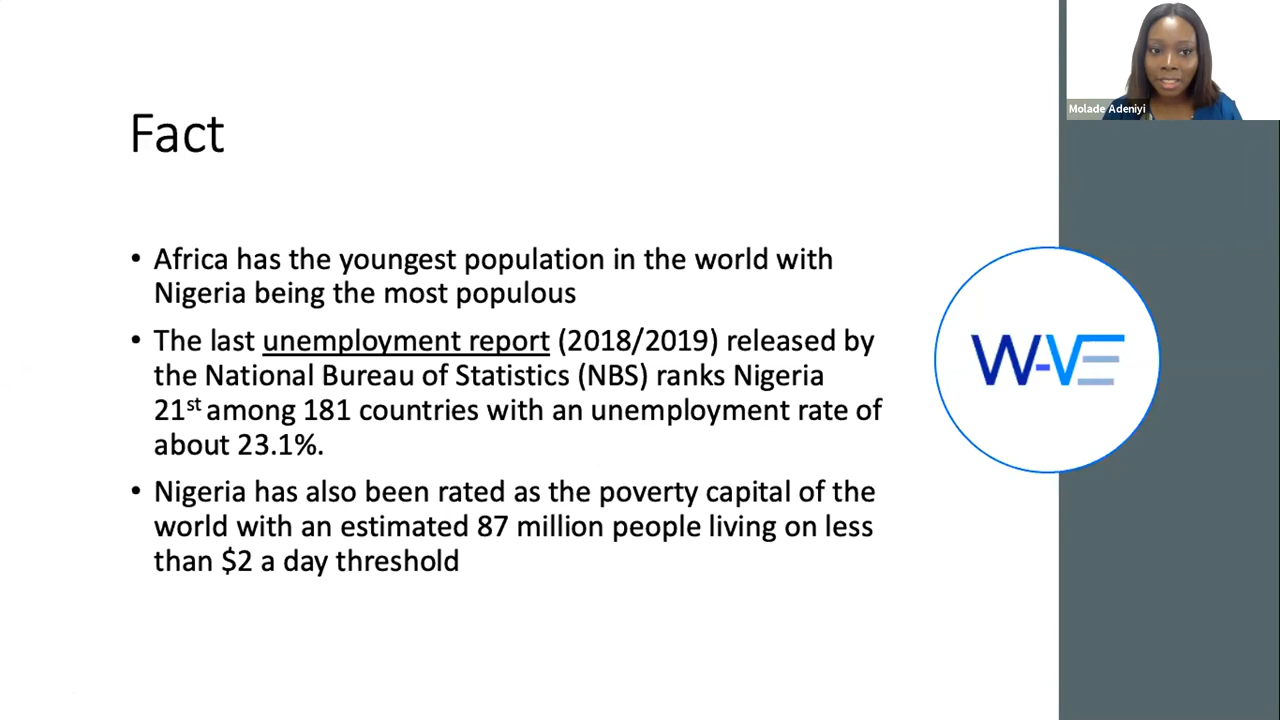 Fact
• Africa has the youngest population in the world with
Nigeria being the most populous
• The last unemployment report (2018/2019) released by
the National Bureau of Statistics (NBS) ranks Nigeria
21st among 181 countries with an unemployment rate of
about 23.1%.
• Nigeria has also been rated as the poverty capital of the
world with an estimated 87 million people living on less
than $2 a day threshold
W-VE
Molade Adeniyi